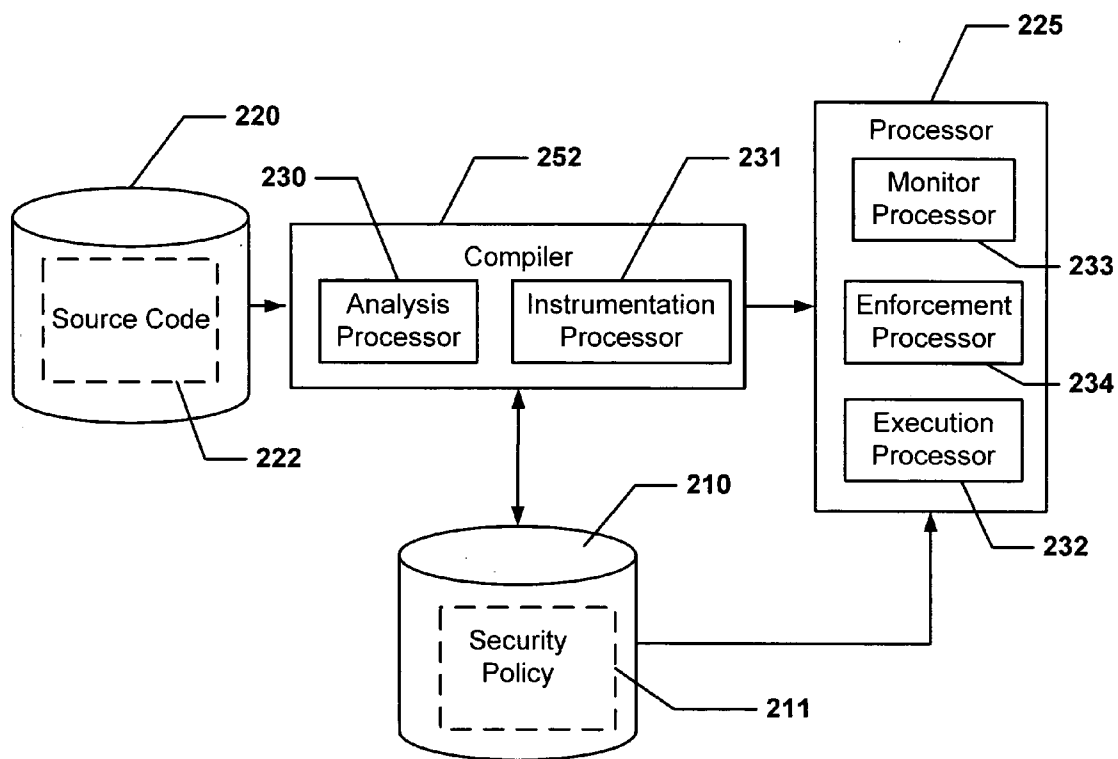 225
220
252
231
230
Processor
Monitor
Processor
233
Compiler
Source Code
Analysis
Processor
Instrumentation
Processor
Enforcement
Processor
234
222
Execution
Processor
232
210
Security
Policy
211